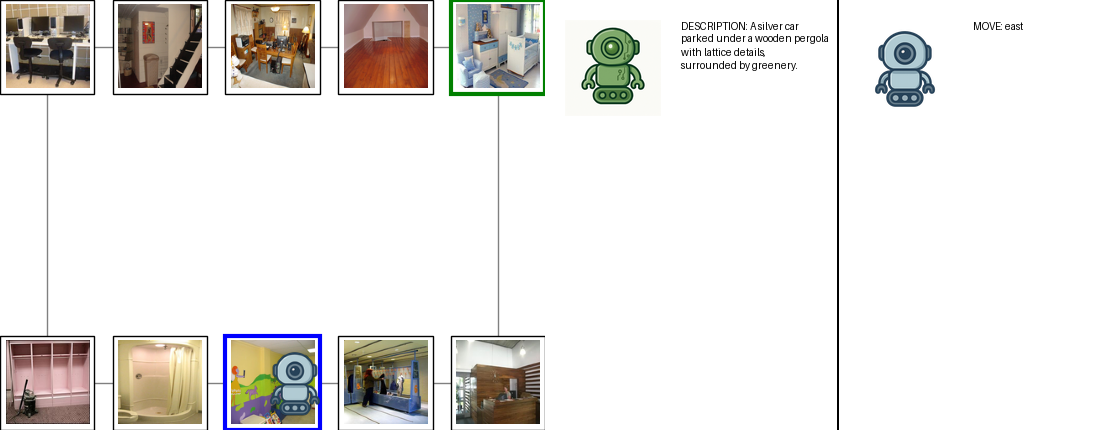 DESCRIPTION: A silver car
parked under a wooden pergola
with lattice details,
surrounded by greenery.
MOVE: east